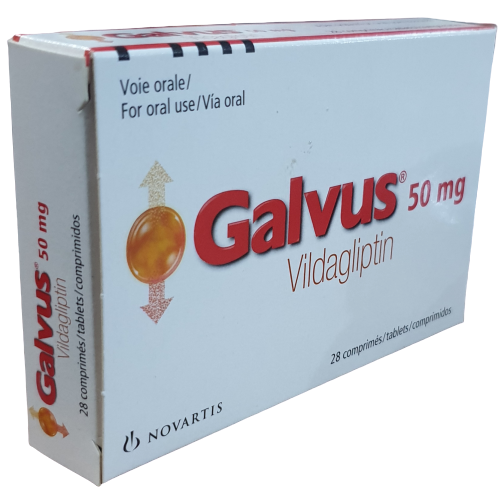 Voie orale/
For oral use/Vía oral
Galvus® 50 mg
Vildagliptin
28 comprimés/tablets/comprimidos
NOVARTIS
Galvus® 50 mg
Vildagliptin
28 comprimés/tablets/comprimidos